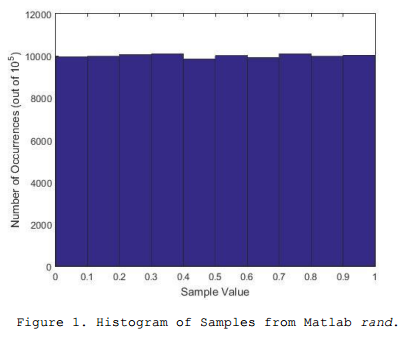 12000
10000
8000
6000
4000
2000
0
Number of Occurrences (out of 10^5)
0 0.1 0.2 0.3 0.4 0.5 0.6 0.7 0.8 0.9 1
Sample Value
Figure 1. Histogram of Samples from Matlab rand.